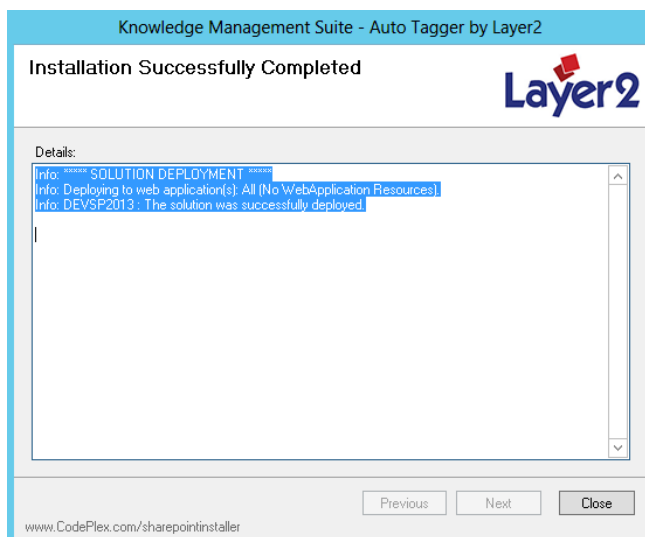 Knowledge Management Suite - Auto Tagger by Layer2
Installation Successfully Completed
Layer2
Details:
Info: ***** SOLUTION DEPLOYMENT *****
Info: Deploying to web application(s): All (No WebApplication Resources).
Info: DEVSP2013 : The solution was successfully deployed.
Previous
Next
Close
www.CodePlex.com/sharepointinstaller